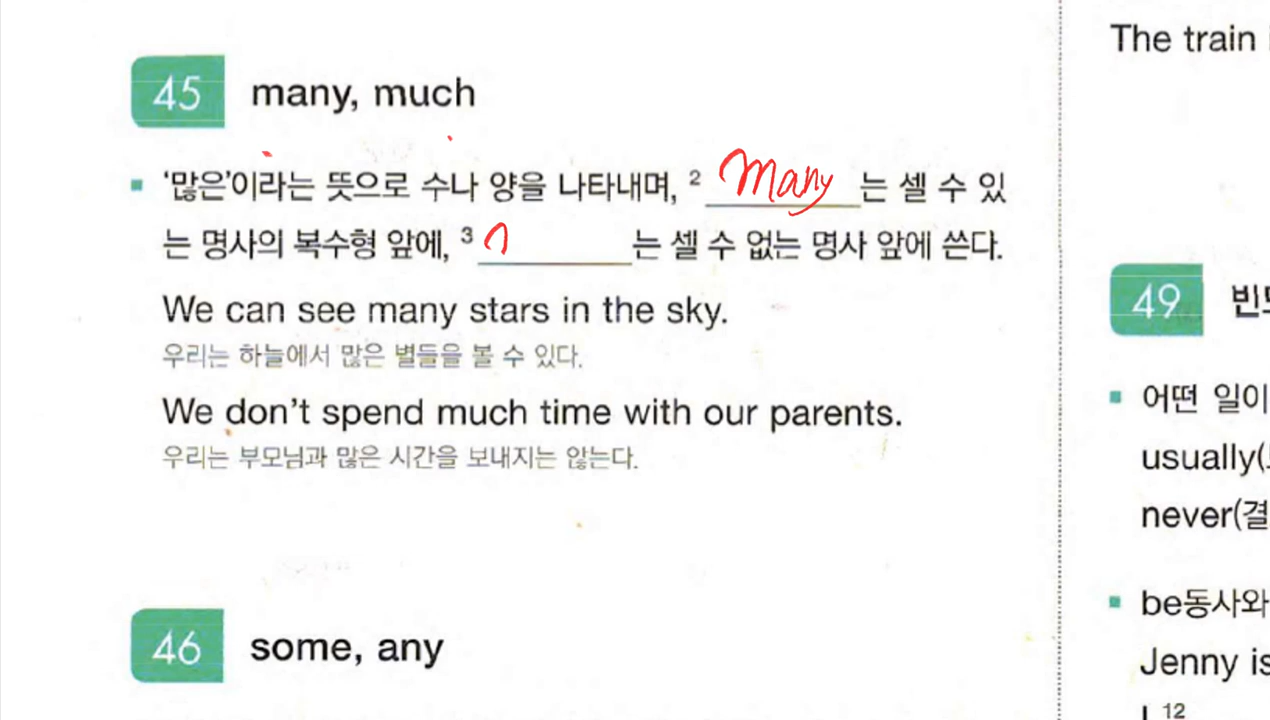 45 many, much
'많은'이라는 뜻으로 수나 양을 나타내며, 2 Many 는 셀 수 있
는 명사의 복수형 앞에, 3 는 셀 수 없는 명사 앞에 쓴다.
We can see many stars in the sky.
우리는 하늘에서 많은 별들을 볼 수 있다.
We don't spend much time with our parents.
우리는 부모님과 많은 시간을 보내지는 않는다.
46 some, any
The train
49
어떤 일이
usually(
never(결
be동사와
Jenny is
12